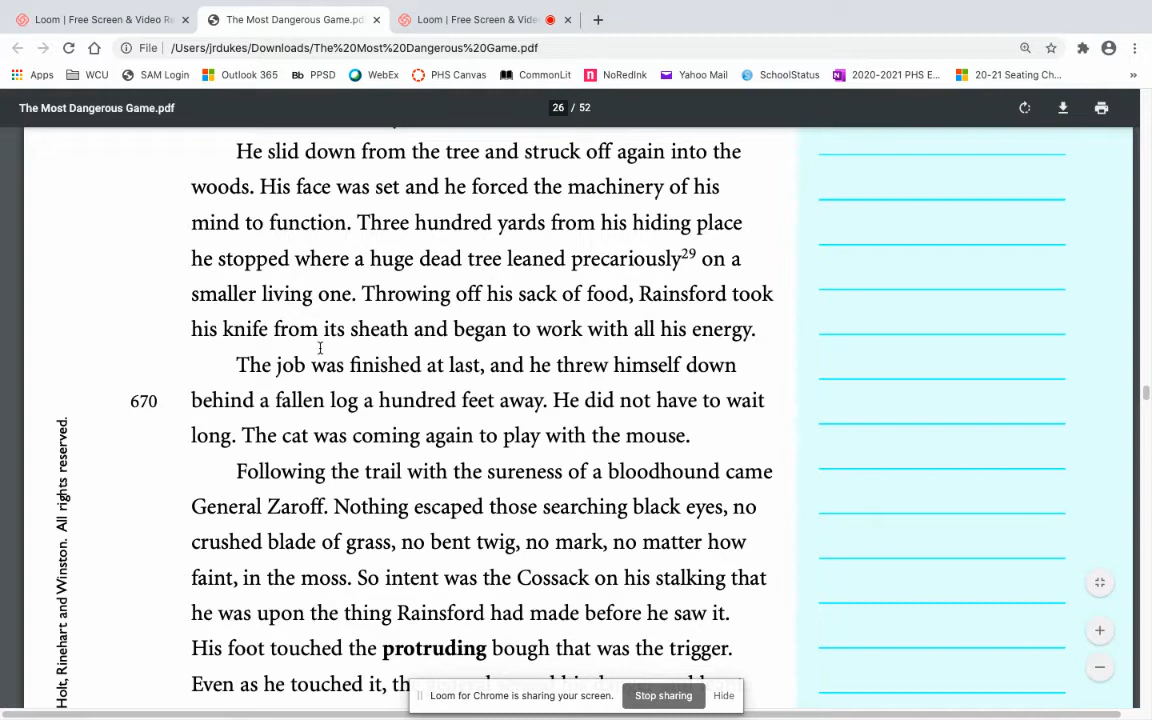 Loom | Free Screen & Video Re
The Most Dangerous Game.pd
Loom | Free Screen & Vide
File
/Users/jrdukes/Downloads/The%20Most%20Dangerous%20Game.pdf
Apps
WCU
SAM Login
Outlook 365
Bb PPSD
WebEx
PHS Canvas
CommonLit
NoRedInk
Yahoo Mail
SchoolStatus
2020-2021 PHS E...
20-21 Seating Ch...
The Most Dangerous Game.pdf
26 / 52
He slid down from the tree and struck off again into the
woods. His face was set and he forced the machinery of his
mind to function. Three hundred yards from his hiding place
he stopped where a huge dead tree leaned precariously29 on a
smaller living one. Throwing off his sack of food, Rainsford took
his knife from its sheath and began to work with all his energy.
The job was finished at last, and he threw himself down
670 behind a fallen log a hundred feet away. He did not have to wait
long. The cat was coming again to play with the mouse.
Following the trail with the sureness of a bloodhound came
General Zaroff. Nothing escaped those searching black eyes, no
crushed blade of grass, no bent twig, no mark, no matter how
faint, in the moss. So intent was the Cossack on his stalking that
he was upon the thing Rainsford had made before he saw it.
His foot touched the protruding bough that was the trigger.
Even as he touched it,
Holt, Rinehart and Winston. All rights reserved.
Loom for Chrome is sharing your screen.
Stop sharing
Hide